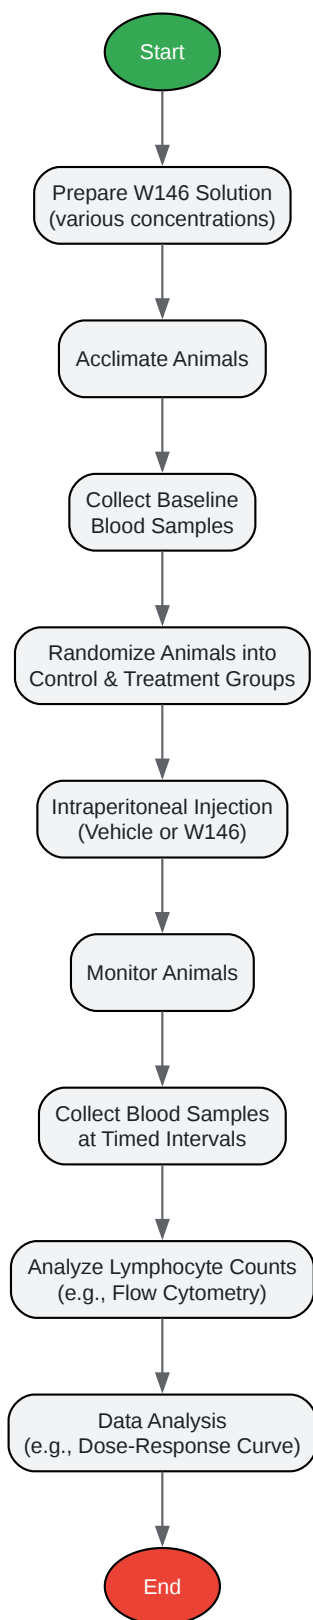 Start
Prepare W146 Solution
(various concentrations)
Acclimate Animals
Collect Baseline
Blood Samples
Randomize Animals into
Control & Treatment Groups
Intraperitoneal Injection
(Vehicle or W146)
Monitor Animals
Collect Blood Samples
at Timed Intervals
Analyze Lymphocyte Counts
(e.g., Flow Cytometry)
Data Analysis
(e.g., Dose-Response Curve)
End